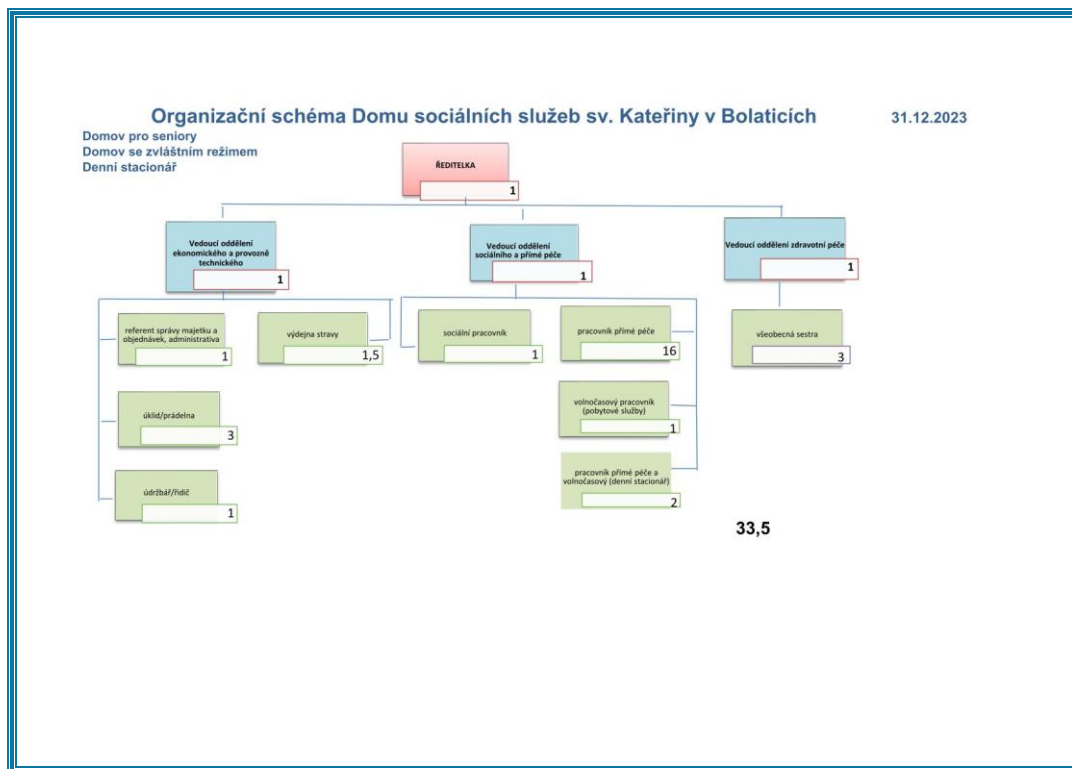 Organizační schéma Domu sociálních služeb sv. Kateřiny v Bolaticích
31.12.2023
Domov pro seniory
Domov se zvláštním režimem
Denní stacionář
ŘEDITELKA
1
Vedoucí oddělení
ekonomického a provozně
technického
1
Vedoucí oddělení
sociálního a přímé péče
1
Vedoucí oddělení zdravotní péče
1
referent správy majetku a
objednávek, administrativa
1
výdejna stravy
1,5
sociální pracovník
1
pracovník přímé péče
16
všeobecná sestra
3
úklid/prádelna
3
volnočasový pracovník
(pobytové služby)
1
údržbář/řidič
1
pracovník přímé péče a
volnočasový (denní stacionář)
2
33,5